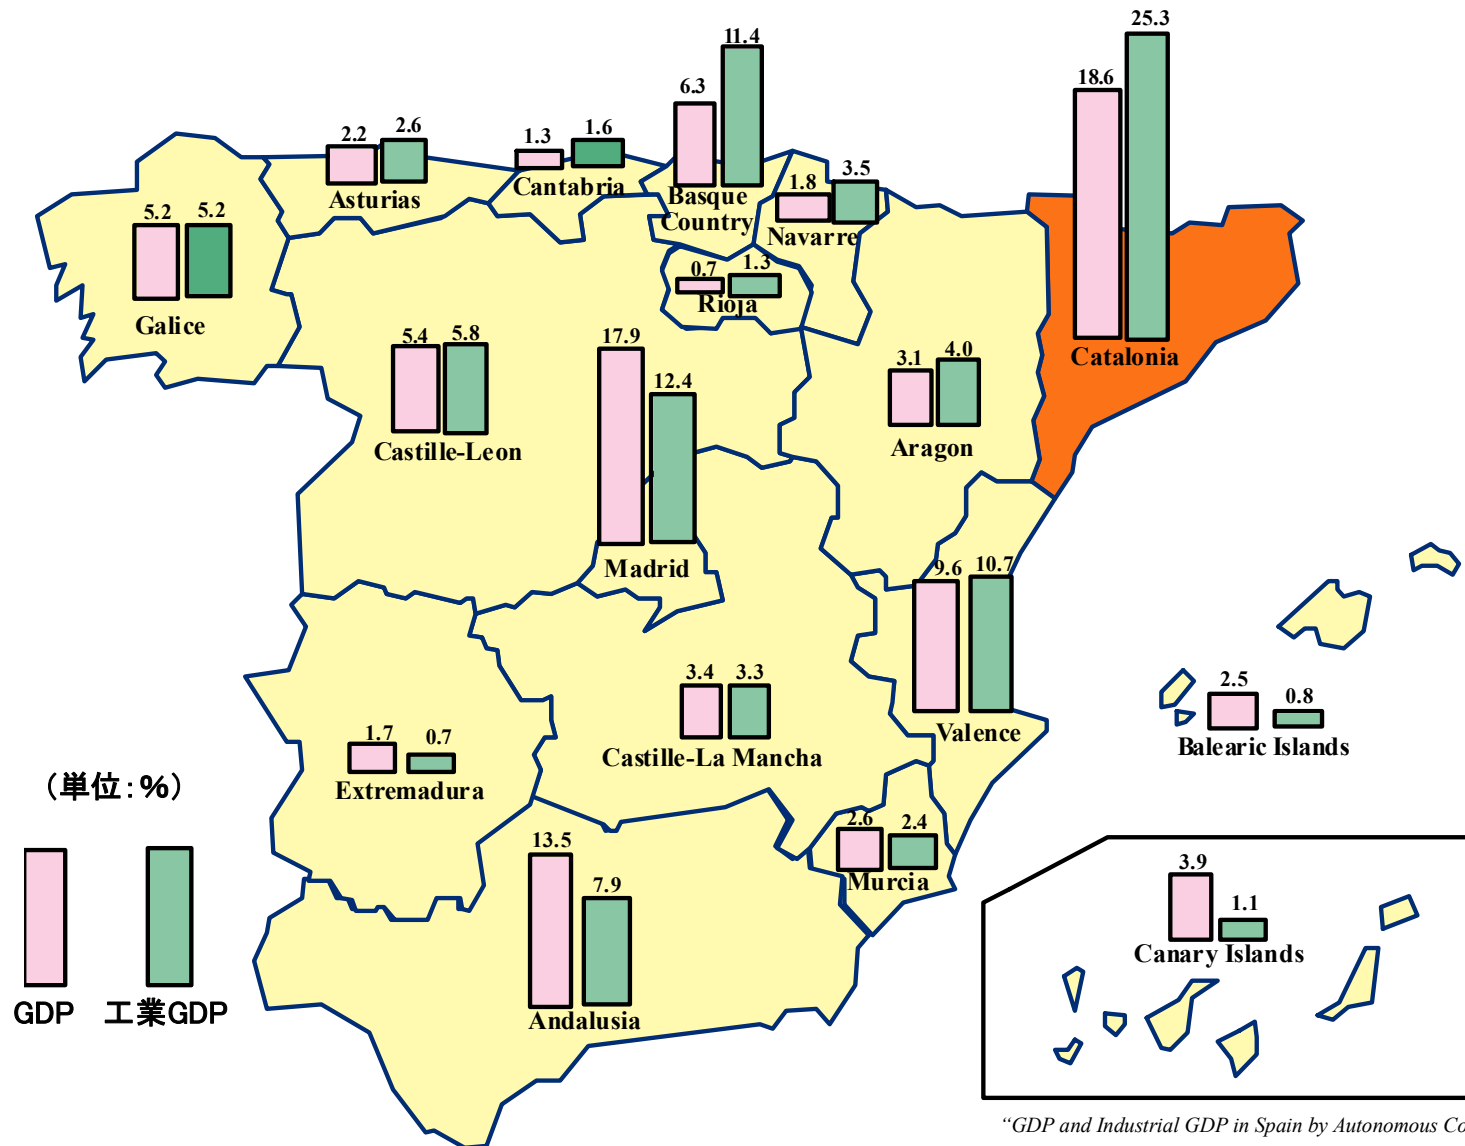 25.3
18.6
11.4
6.3
2.2
2.6
Asturias
1.3
1.6
Cantabria
Basque
Country
1.8
3.5
Navarre
5.2
5.2
Galice
0.7
1.3
Rioja
Catalonia
5.4
5.8
Castille-Leon
17.9
12.4
Madrid
3.1
4.0
Aragon
9.6
10.7
Valence
3.4
3.3
Castille-La Mancha
2.5
0.8
Balearic Islands
1.7
0.7
Extremadura
(単位:%)
GDP
工業GDP
13.5
7.9
Andalusia
2.6
2.4
Murcia
3.9
1.1
Canary Islands
“GDP and Industrial GDP in Spain by Autonomous Co